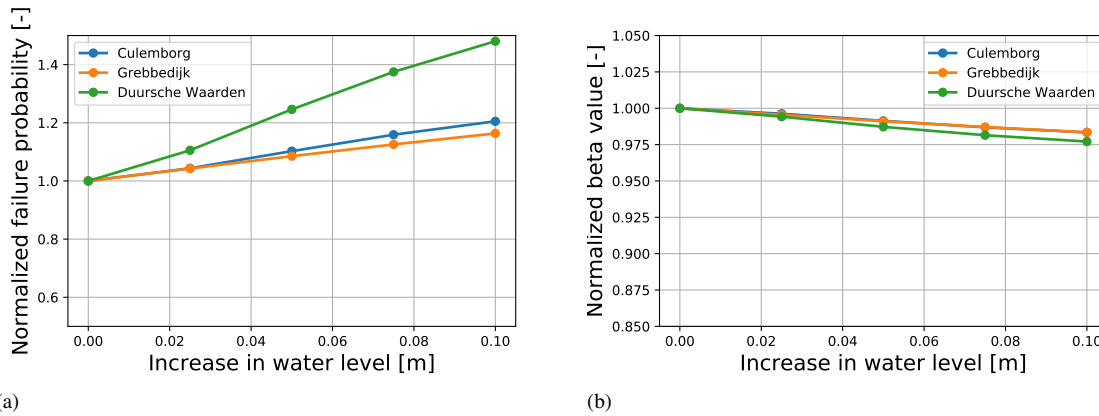 Normalized failure probability [-]
1.4
1.2
1.0
0.8
0.6
Culemborg
Grebbedijk
Duursche Waarden
0.00 0.02 0.04 0.06 0.08 0.10
Increase in water level [m]
(a)
Normalized beta value [-]
1.050
1.025
1.000
0.975
0.950
0.925
0.900
0.875
0.850
Culemborg
Grebbedijk
Duursche Waarden
0.00 0.02 0.04 0.06 0.08 0.10
Increase in water level [m]
(b)